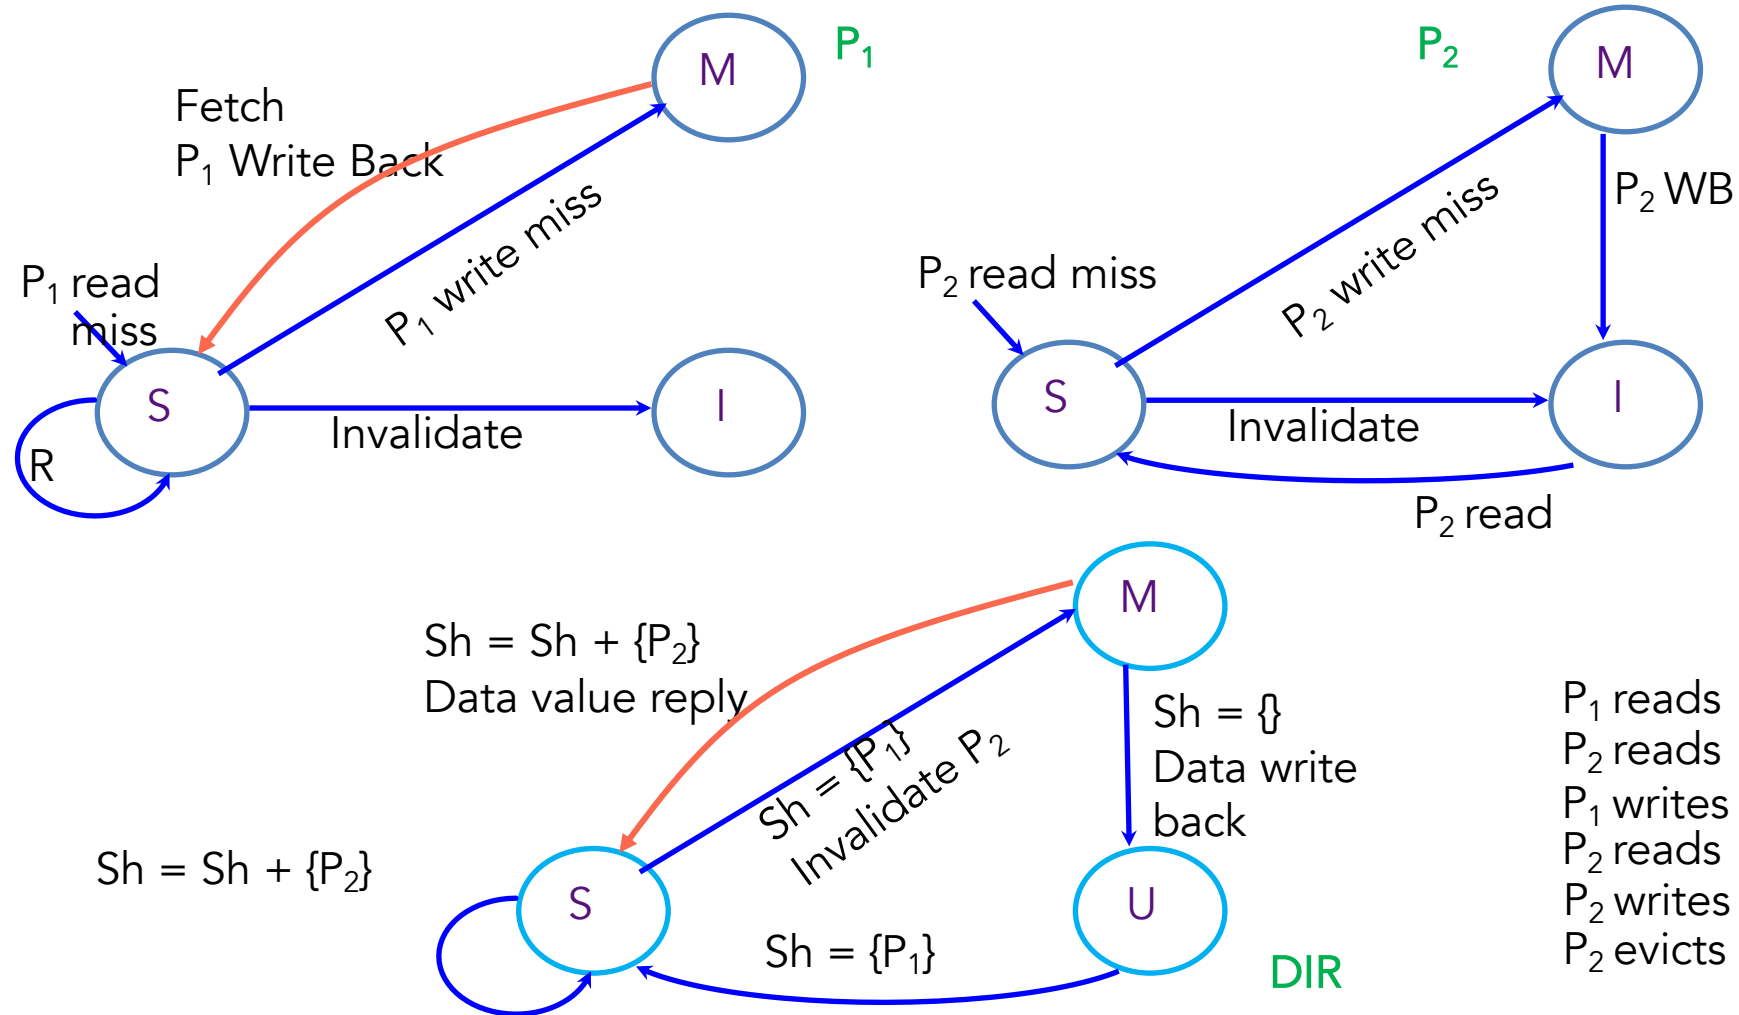 M
P₁
Fetch
P₁ Write Back
P₁ write miss
P₁ read
miss
S
R
Invalidate
I
P₂
M
P₂ WB
P₂ write miss
P₂ read miss
S
Invalidate
I
P₂ read
M
Sh = Sh + {P₂}
Data value reply
Sh = {P₁}
Invalidate P₂
Sh = {}
Data write
back
Sh = Sh + {P₂}
S
U
Sh = {P₁}
DIR
P₁ reads
P₂ reads
P₁ writes
P₂ reads
P₂ writes
P₂ evicts